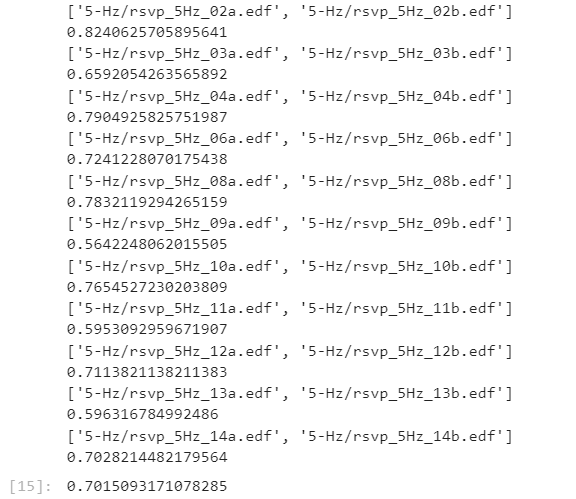 ['5-Hz/rsvp_5Hz_02a.edf', '5-Hz/rsvp_5Hz_02b.edf']
0.8240625705895641
['5-Hz/rsvp_5Hz_03a.edf', '5-Hz/rsvp_5Hz_03b.edf']
0.6592054263565892
['5-Hz/rsvp_5Hz_04a.edf', '5-Hz/rsvp_5Hz_04b.edf']
0.7904925825751987
['5-Hz/rsvp_5Hz_06a.edf', '5-Hz/rsvp_5Hz_06b.edf']
0.7241228070175438
['5-Hz/rsvp_5Hz_08a.edf', '5-Hz/rsvp_5Hz_08b.edf']
0.7832119294265159
['5-Hz/rsvp_5Hz_09a.edf', '5-Hz/rsvp_5Hz_09b.edf']
0.5642248062015505
['5-Hz/rsvp_5Hz_10a.edf', '5-Hz/rsvp_5Hz_10b.edf']
0.7654527230203809
['5-Hz/rsvp_5Hz_11a.edf', '5-Hz/rsvp_5Hz_11b.edf']
0.5953092959671907
['5-Hz/rsvp_5Hz_12a.edf', '5-Hz/rsvp_5Hz_12b.edf']
0.7113821138211383
['5-Hz/rsvp_5Hz_13a.edf', '5-Hz/rsvp_5Hz_13b.edf']
0.596316784992486
['5-Hz/rsvp_5Hz_14a.edf', '5-Hz/rsvp_5Hz_14b.edf']
0.7028214482179564
[15]: 0.7015093171078285